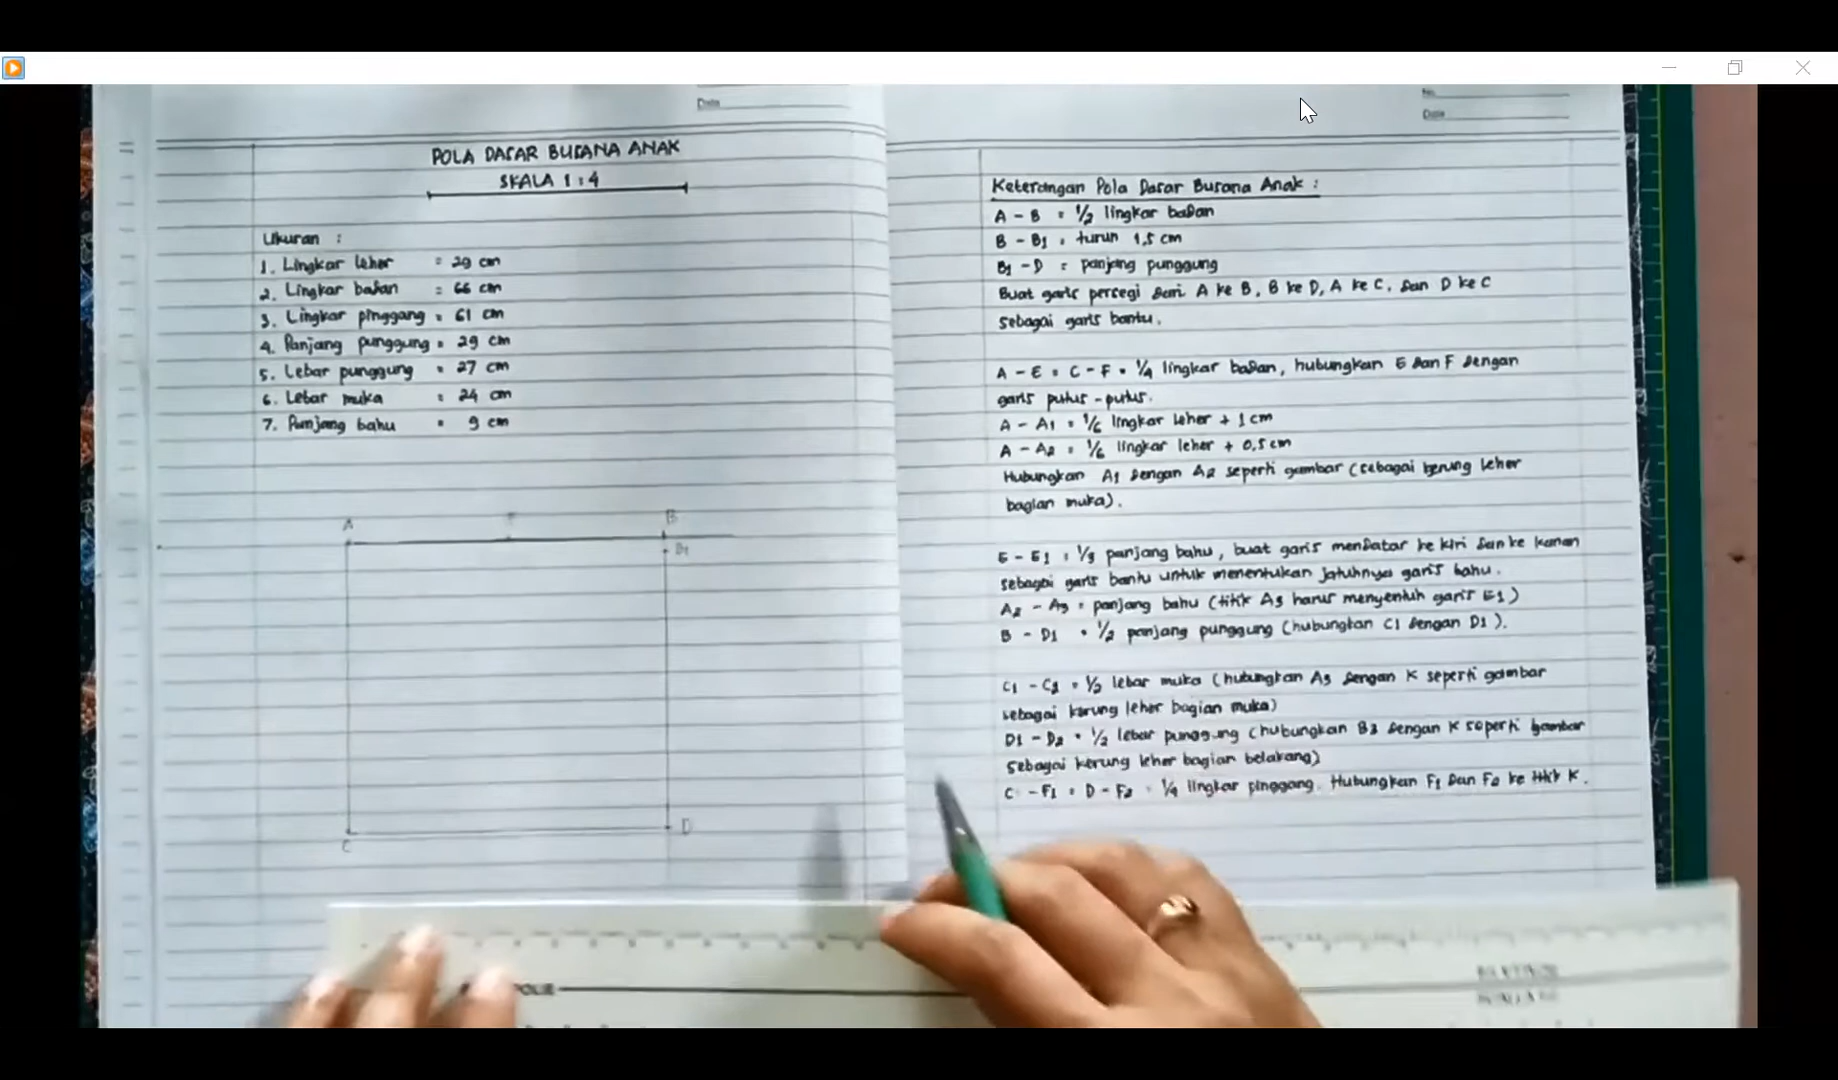 Date
POLA DASAR BUSANA ANAK
SKALA 1 : 4
Ukuran :
1. Lingkar leher = 29 cm
2. Lingkar badan = 66 cm
3. Lingkar pinggang = 61 cm
4. Panjang punggung = 29 cm
5. Lebar punggung = 27 cm
6. Lebar muka = 24 cm
7. Panjang bahu = 9 cm
A
B
B1
C
D
FOLIE
No.
Date
Keterangan Pola Dasar Busana Anak :
A - B = 1/2 lingkar badan
B - B1 = turun 1,5 cm
B1 - D = panjang punggung
Buat garis persegi dari A ke B, B ke D, A ke C, dan D ke C
sebagai garis bantu.
A - E = C - F = 1/4 lingkar badan, hubungkan E dan F dengan
garis putus - putus.
A - A1 = 1/6 lingkar leher + 1 cm
A - A2 = 1/6 lingkar leher + 0,5 cm
Hubungkan A1 dengan A2 seperti gambar (sebagai kerung leher
bagian muka).
E - E1 = 1/3 panjang bahu, buat garis mendatar ke kiri dan ke kanan
sebagai garis bantu untuk menentukan jatuhnya garis bahu.
A2 - A3 = panjang bahu (titik A3 harus menyentuh garis E1)
B - D1 = 1/2 panjang punggung (hubungkan C1 dengan D1).
C1 - C2 = 1/2 lebar muka (hubungkan A3 dengan K seperti gambar
sebagai kerung leher bagian muka)
D1 - D2 = 1/2 lebar punggung (hubungkan B3 dengan K seperti gambar
sebagai kerung leher bagian belakang)
C - F1 = D - F2 = 1/4 lingkar pinggang. Hubungkan F1 dan F2 ke titik K.